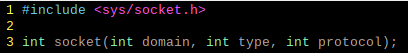 1 #include <sys/socket.h>
2
3 int socket(int domain, int type, int protocol);